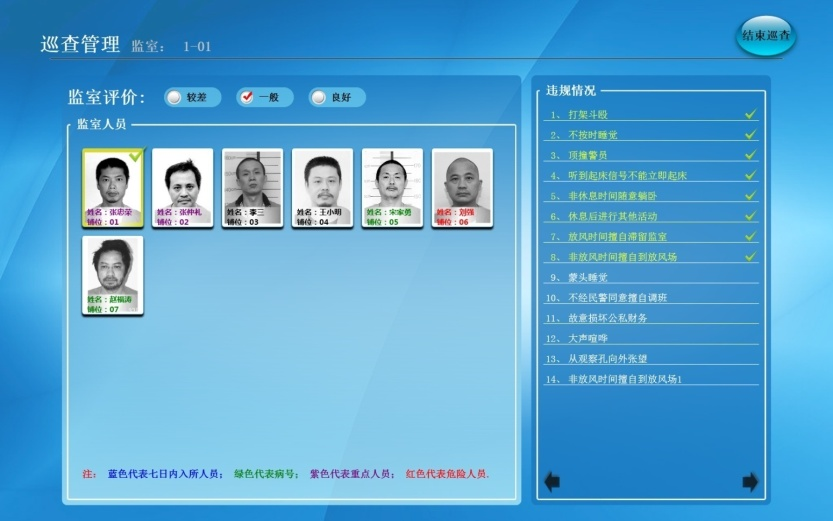 巡查管理 监室： 1-01
结束巡查
监室评价： 较差 一般 良好
监室人员
姓名：张忠荣
铺位：01
姓名：张仲礼
铺位：02
姓名：李三
铺位：03
姓名：王小明
铺位：04
姓名：宋家勇
铺位：05
姓名：刘强
铺位：06
姓名：赵福涛
铺位：07
注： 蓝色代表七日内入所人员； 绿色代表病号； 紫色代表重点人员； 红色代表危险人员.
违规情况
1、 打架斗殴
2、 不按时睡觉
3、 顶撞警员
4、 听到起床信号不能立即起床
5、 非休息时间随意躺卧
6、 休息后进行其他活动
7、 放风时间擅自滞留监室
8、 非放风时间擅自到放风场
9、 蒙头睡觉
10、 不经民警同意擅自调班
11、 故意损坏公私财务
12、 大声喧哗
13、 从观察孔向外张望
14、 非放风时间擅自到放风场1